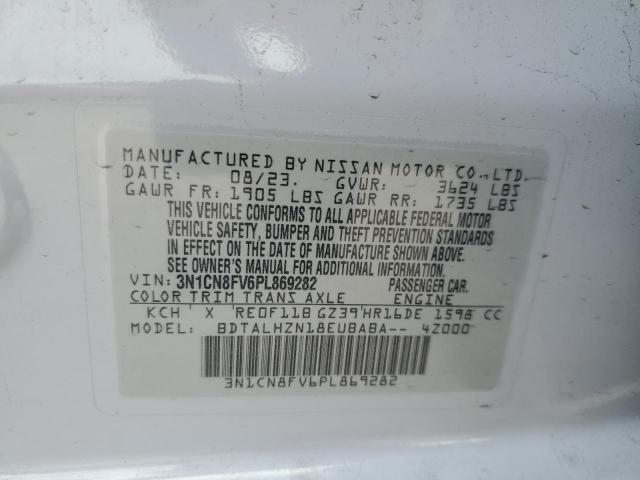 MANUFACTURED BY NISSAN MOTOR CO.,LTD.
DATE: 08/23. GVWR: 3624 LBS
GAWR FR: 1905 LBS GAWR RR: 1735 LBS
THIS VEHICLE CONFORMS TO ALL APPLICABLE FEDERAL MOTOR
VEHICLE SAFETY, BUMPER AND THEFT PREVENTION STANDARDS
IN EFFECT ON THE DATE OF MANUFACTURE SHOWN ABOVE.
SEE OWNER'S MANUAL FOR ADDITIONAL INFORMATION
VIN: 3N1CN8FV6PL869282 PASSENGER CAR.
COLOR TRIM TRANS AXLE ENGINE
KCH X RE0F11B GZ39 HR16DE 1598 CC
MODEL: BDTALHZN18EUBABA-- 4Z000
3N1CN8FV6PL869282